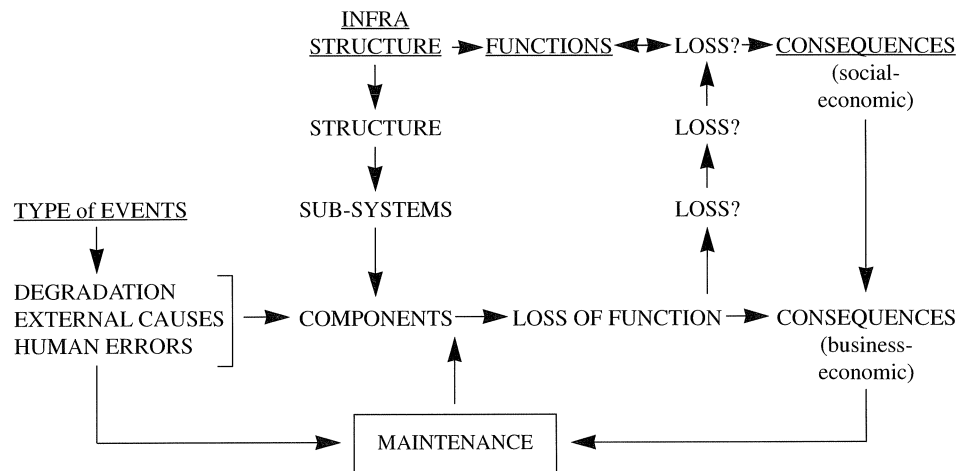 INFRA
STRUCTURE FUNCTIONS LOSS? CONSEQUENCES
(social-
economic)
STRUCTURE LOSS?
TYPE of EVENTS SUB-SYSTEMS LOSS?
DEGRADATION
EXTERNAL CAUSES COMPONENTS LOSS OF FUNCTION CONSEQUENCES
HUMAN ERRORS (business-
economic)
MAINTENANCE